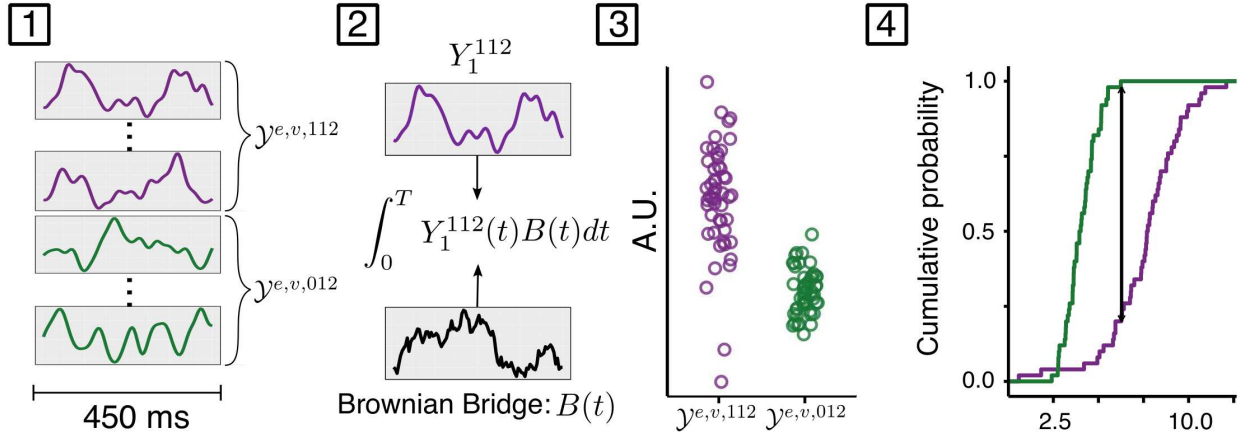 1
𝒴^{e,v,112}
𝒴^{e,v,012}
450 ms
2
Y_1^{112}
∫_0^T Y_1^{112}(t)B(t)dt
Brownian Bridge: B(t)
3
A.U.
𝒴^{e,v,112} 𝒴^{e,v,012}
4
Cumulative probability
1.0
0.5
0.0
2.5 10.0